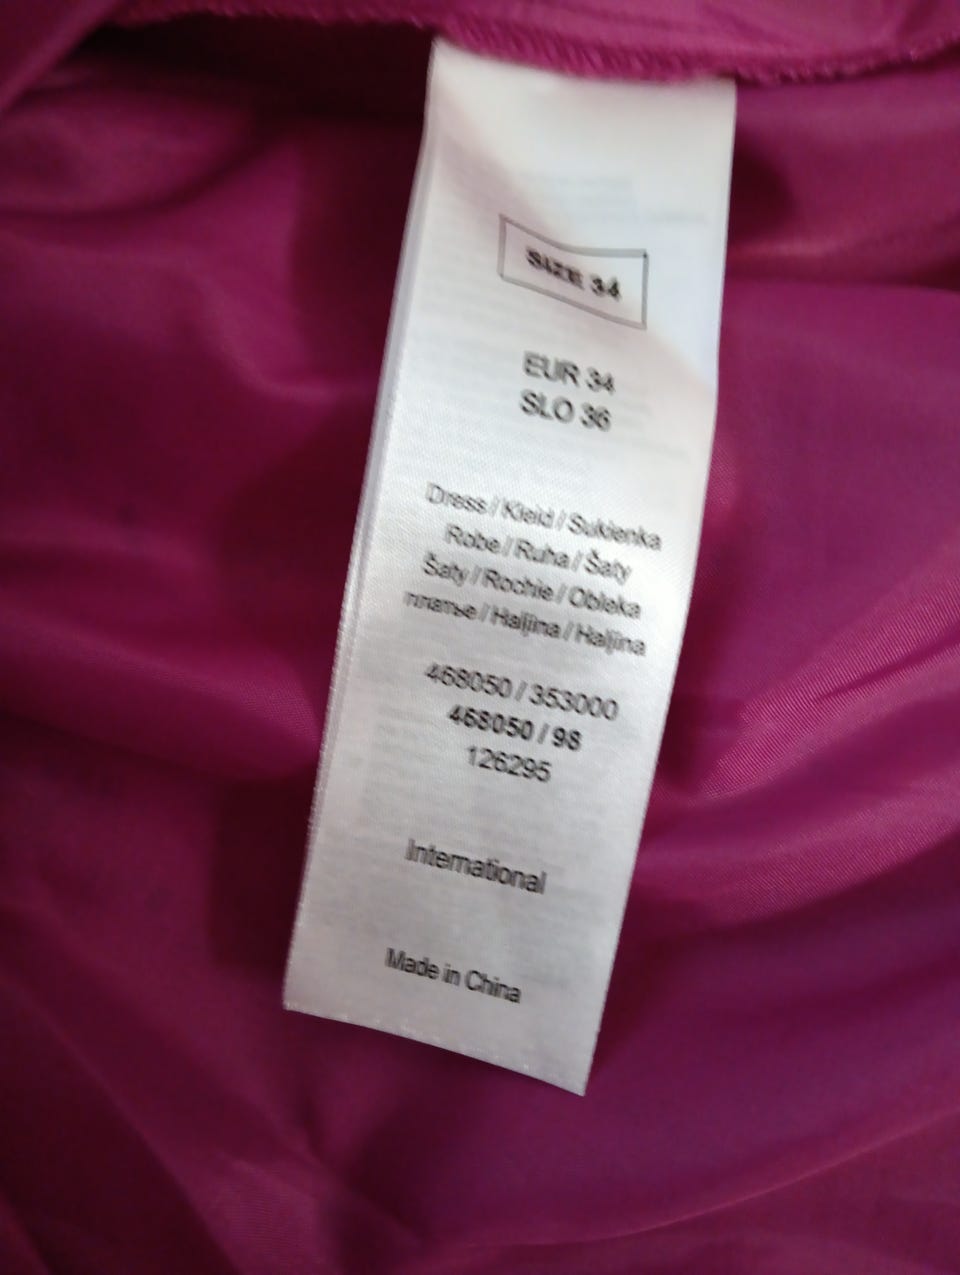 SIZE 34
EUR 34
SLO 36
Dress / Kleid / Sukienka
Robe / Ruha / Šaty
Šaty / Rochie / Obleka
платье / Haljina / Haljina
468050 / 353000
468050 / 98
126295
International
Made in China